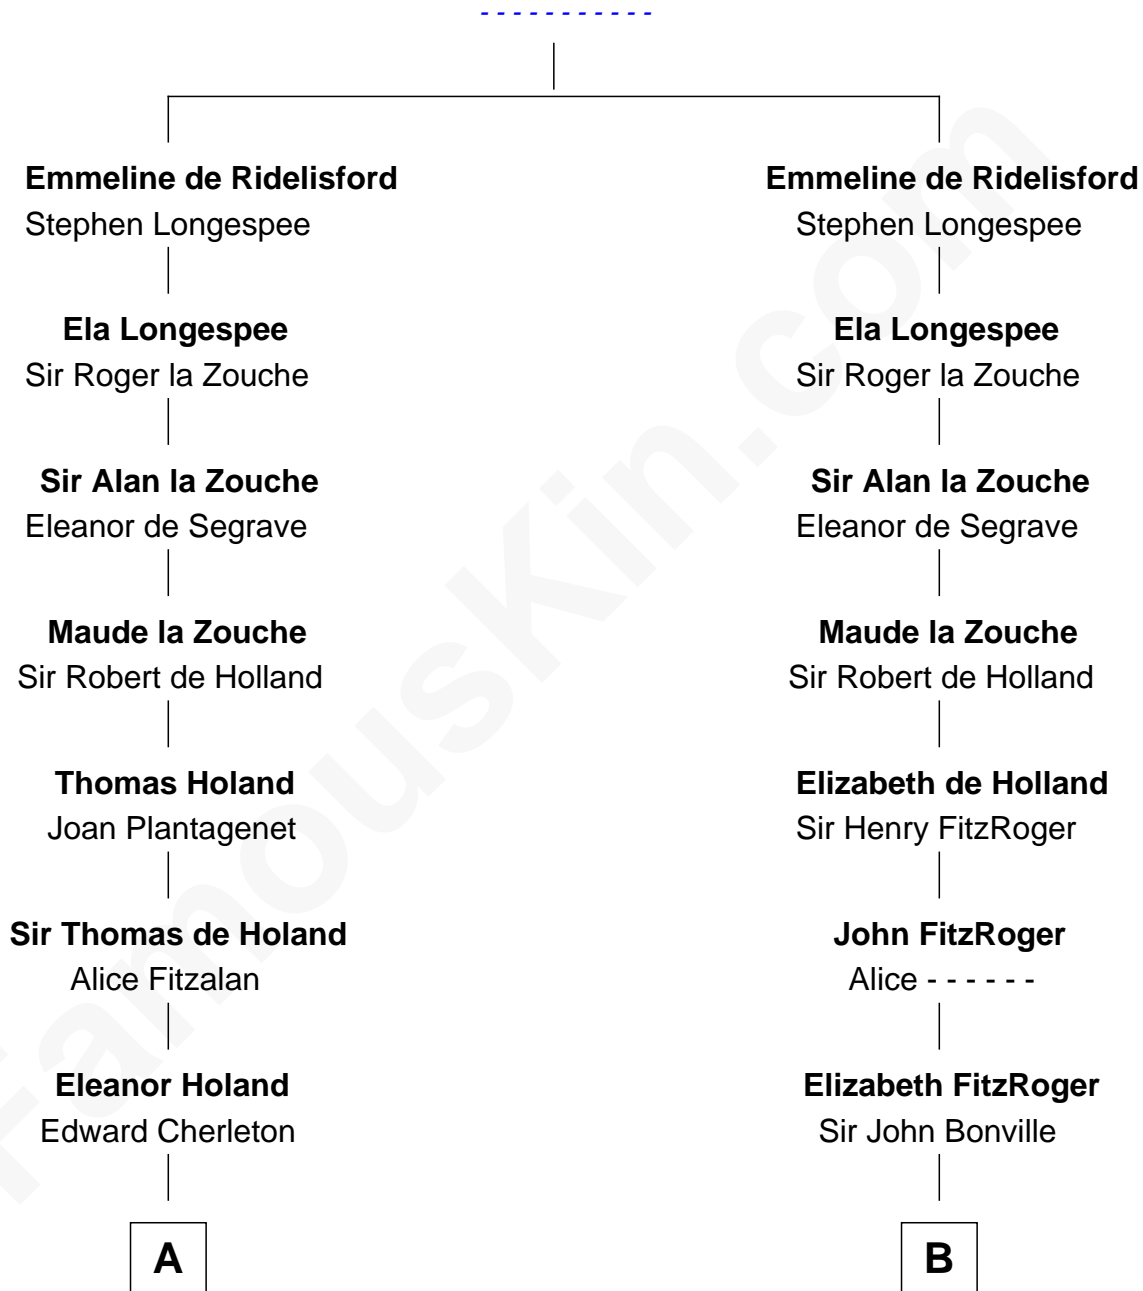 - - - - - - - - - - -
Emmeline de Ridelisford
Stephen Longespee
Ela Longespee
Sir Roger la Zouche
Sir Alan la Zouche
Eleanor de Segrave
Maude la Zouche
Sir Robert de Holland
Thomas Holand
Joan Plantagenet
Sir Thomas de Holand
Alice Fitzalan
Eleanor Holand
Edward Cherleton
A
Emmeline de Ridelisford
Stephen Longespee
Ela Longespee
Sir Roger la Zouche
Sir Alan la Zouche
Eleanor de Segrave
Maude la Zouche
Sir Robert de Holland
Elizabeth de Holland
Sir Henry FitzRoger
John FitzRoger
Alice - - - - - -
Elizabeth FitzRoger
Sir John Bonville
B
FamousKin.com